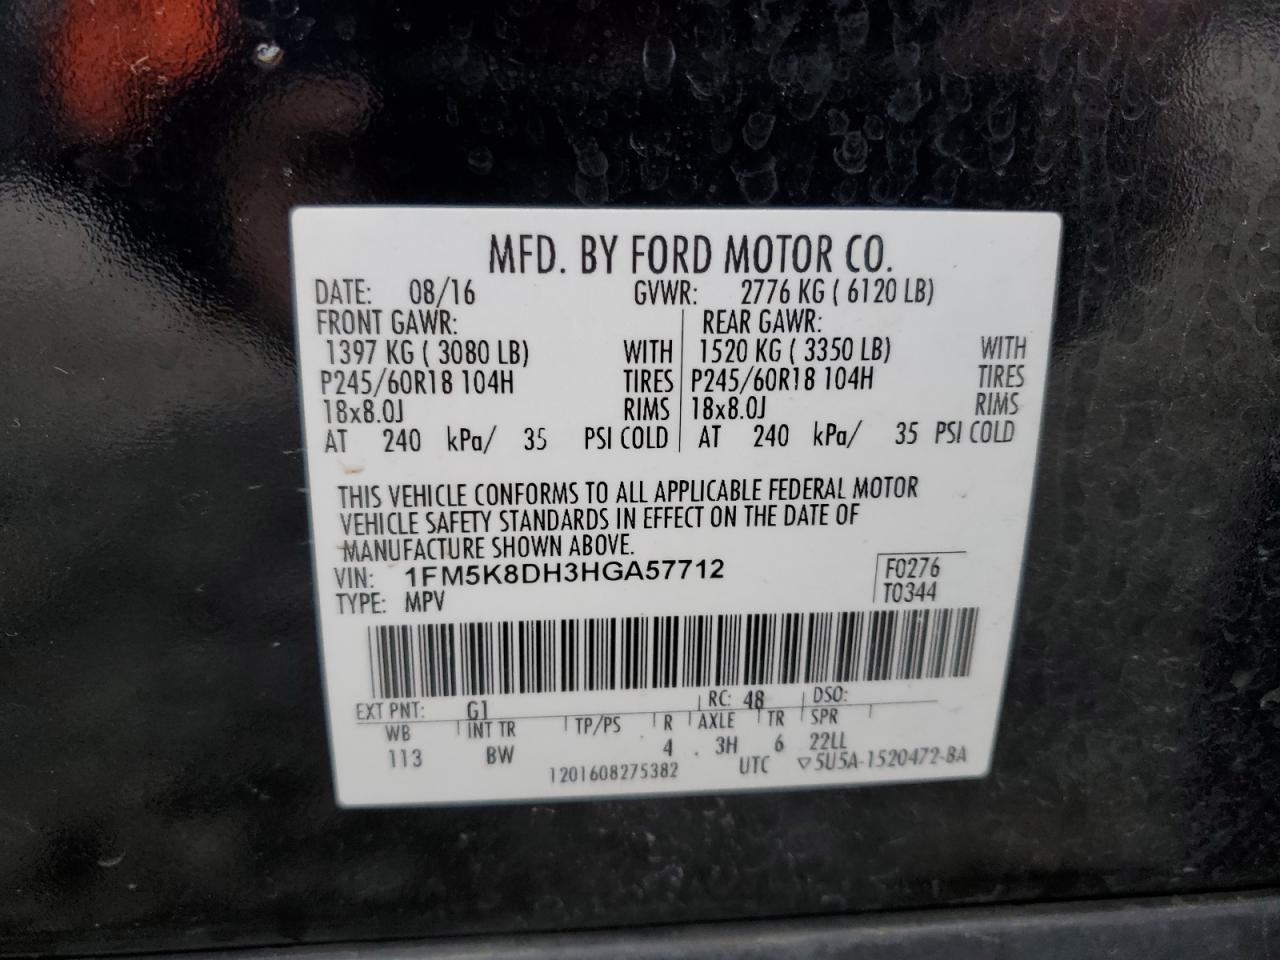 MFD. BY FORD MOTOR CO.
DATE: 08/16 GVWR: 2776 KG ( 6120 LB)
FRONT GAWR: REAR GAWR:
1397 KG ( 3080 LB) WITH 1520 KG ( 3350 LB) WITH
P245/60R18 104H TIRES P245/60R18 104H TIRES
18x8.0J RIMS 18x8.0J RIMS
AT 240 kPa/ 35 PSI COLD AT 240 kPa/ 35 PSI COLD
THIS VEHICLE CONFORMS TO ALL APPLICABLE FEDERAL MOTOR
VEHICLE SAFETY STANDARDS IN EFFECT ON THE DATE OF
MANUFACTURE SHOWN ABOVE.
VIN: 1FM5K8DH3HGA57712 F0276
TYPE: MPV T0344
EXT PNT: G1 RC: 48 DSO:
WB INT TR TP/PS R AXLE TR SPR
113 BW 4 . 3H 6 22LL
1201608275382 UTC ▽5U5A-1520472-BA